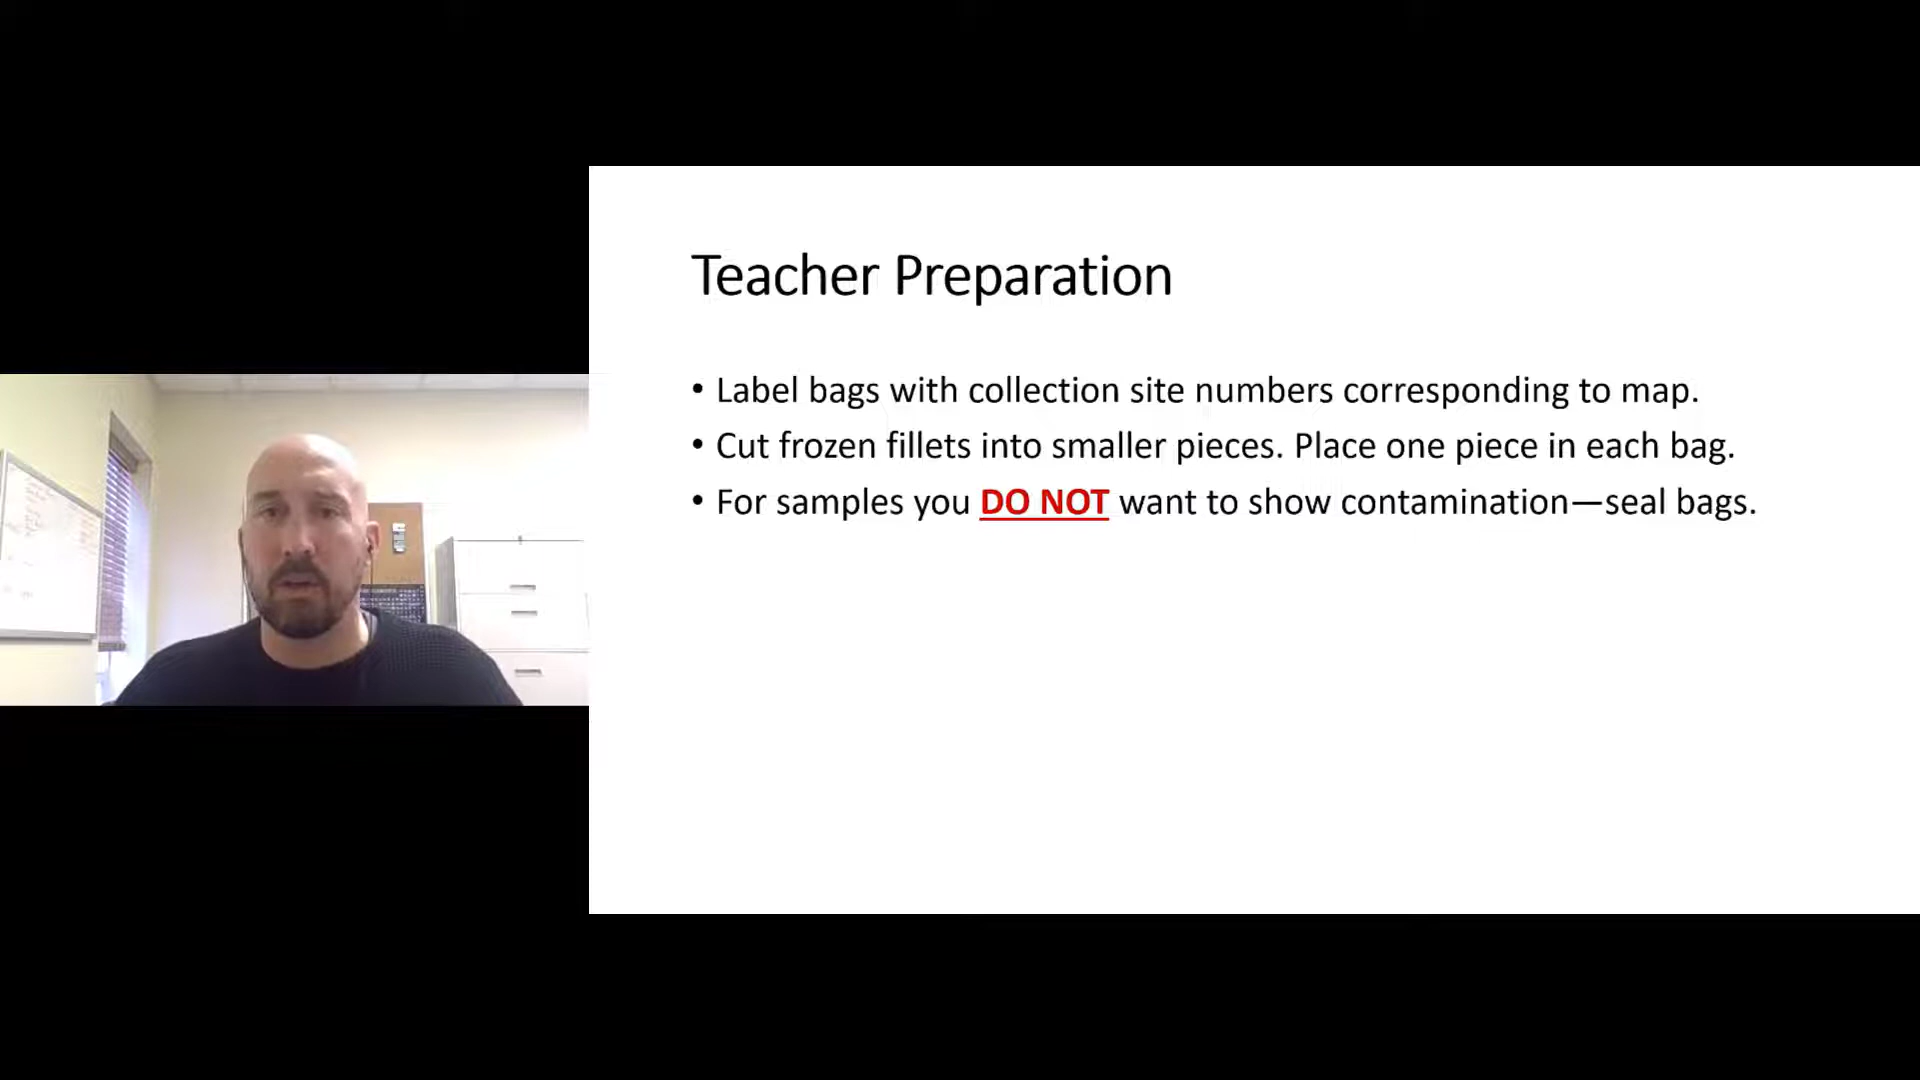 Teacher Preparation
• Label bags with collection site numbers corresponding to map.
• Cut frozen fillets into smaller pieces. Place one piece in each bag.
• For samples you DO NOT want to show contamination—seal bags.